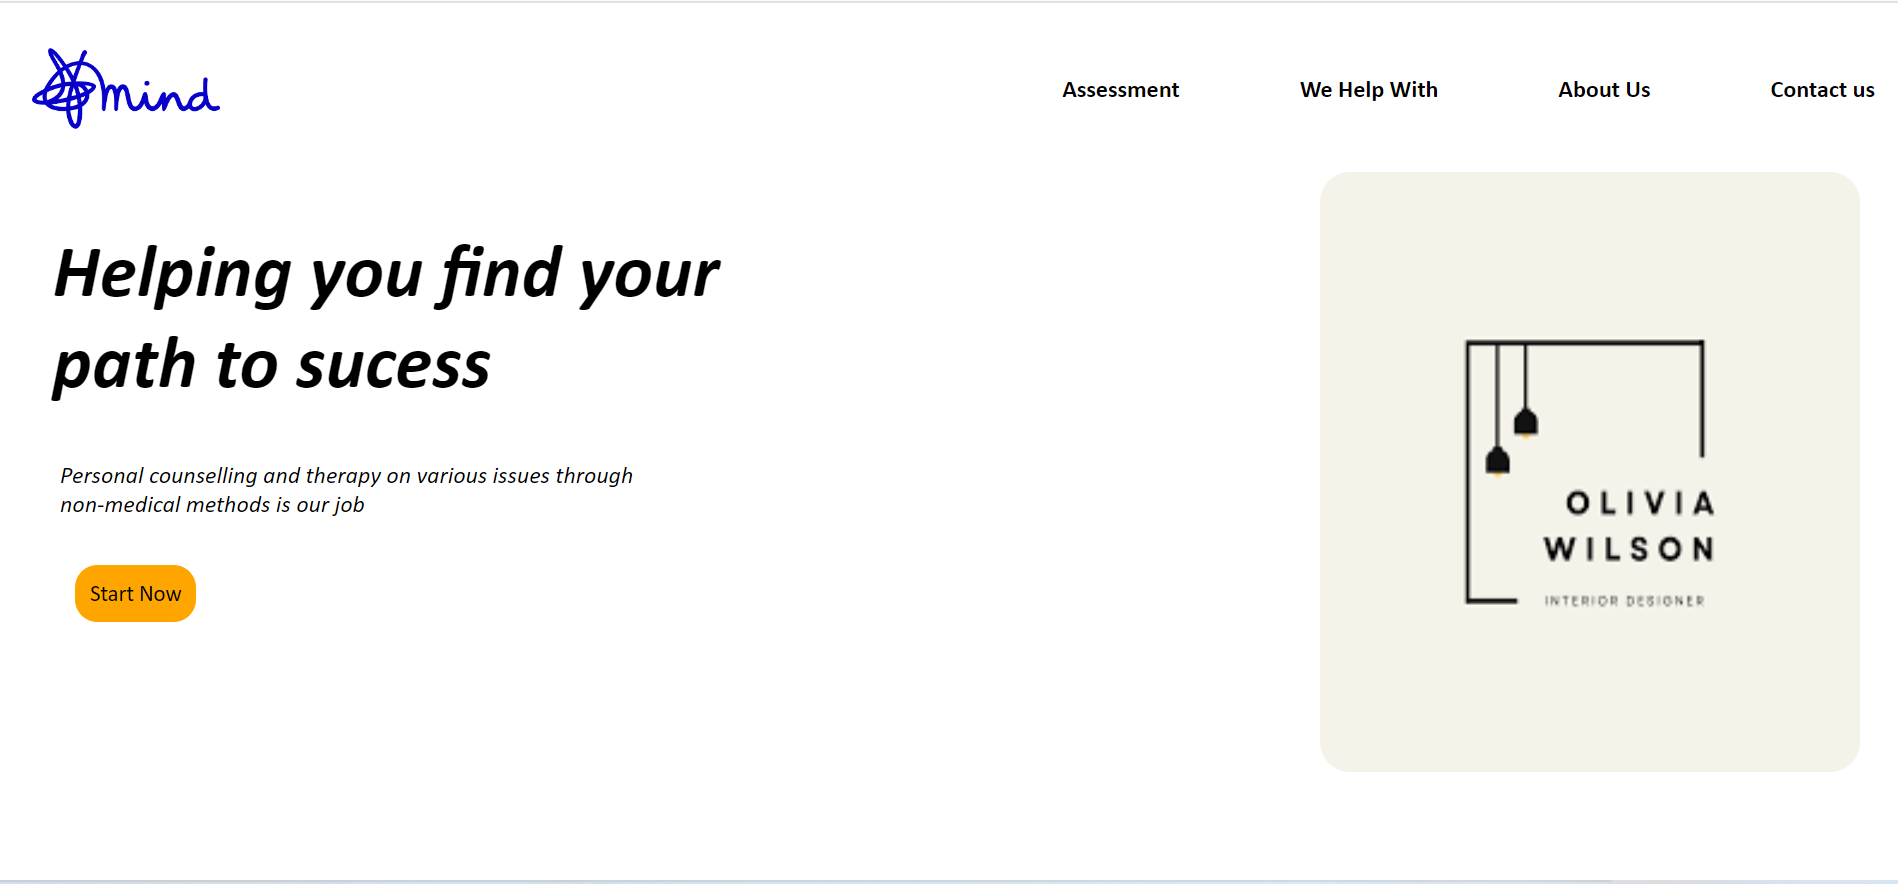 mind
Assessment
We Help With
About Us
Contact us
Helping you find your
path to sucess
Personal counselling and therapy on various issues through
non-medical methods is our job
Start Now
OLIVIA
WILSON
INTERIOR DESIGNER